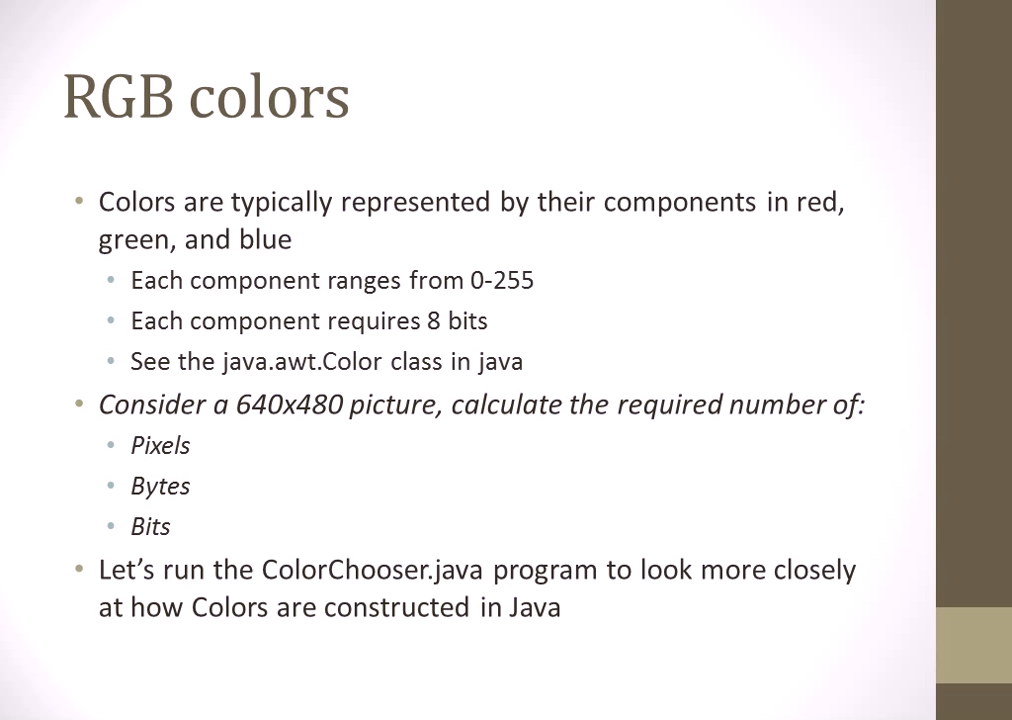 RGB colors
• Colors are typically represented by their components in red,
green, and blue
• Each component ranges from 0-255
• Each component requires 8 bits
• See the java.awt.Color class in java
• Consider a 640x480 picture, calculate the required number of:
• Pixels
• Bytes
• Bits
• Let’s run the ColorChooser.java program to look more closely
at how Colors are constructed in Java